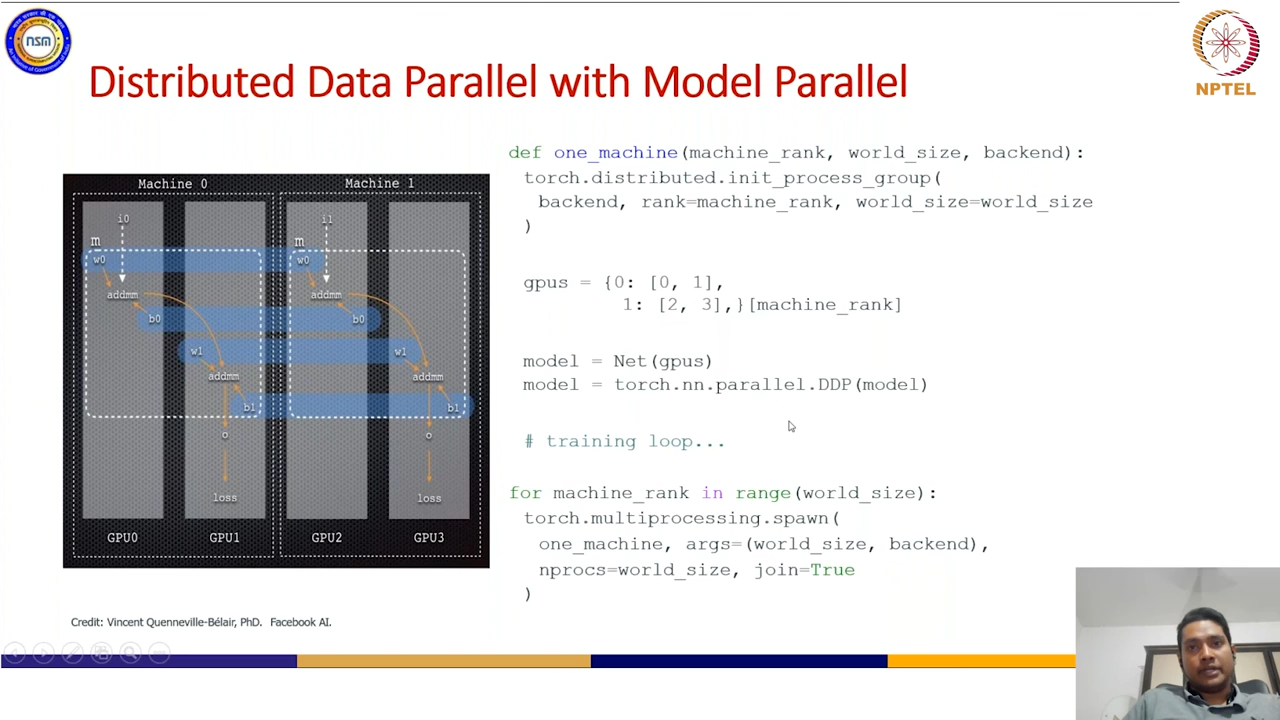 nsm
NPTEL
Distributed Data Parallel with Model Parallel
Machine 0 Machine 1
i0 i1
m m
w0 w0
addmm addmm
b0 b0
w1 w1
addmm addmm
b1 b1
o o
loss loss
GPU0 GPU1 GPU2 GPU3
def one_machine(machine_rank, world_size, backend):
torch.distributed.init_process_group(
backend, rank=machine_rank, world_size=world_size
)
gpus = {0: [0, 1],
1: [2, 3],}[machine_rank]
model = Net(gpus)
model = torch.nn.parallel.DDP(model)
# training loop...
for machine_rank in range(world_size):
torch.multiprocessing.spawn(
one_machine, args=(world_size, backend),
nprocs=world_size, join=True
)
Credit: Vincent Quenneville-Bélair, PhD. Facebook AI.